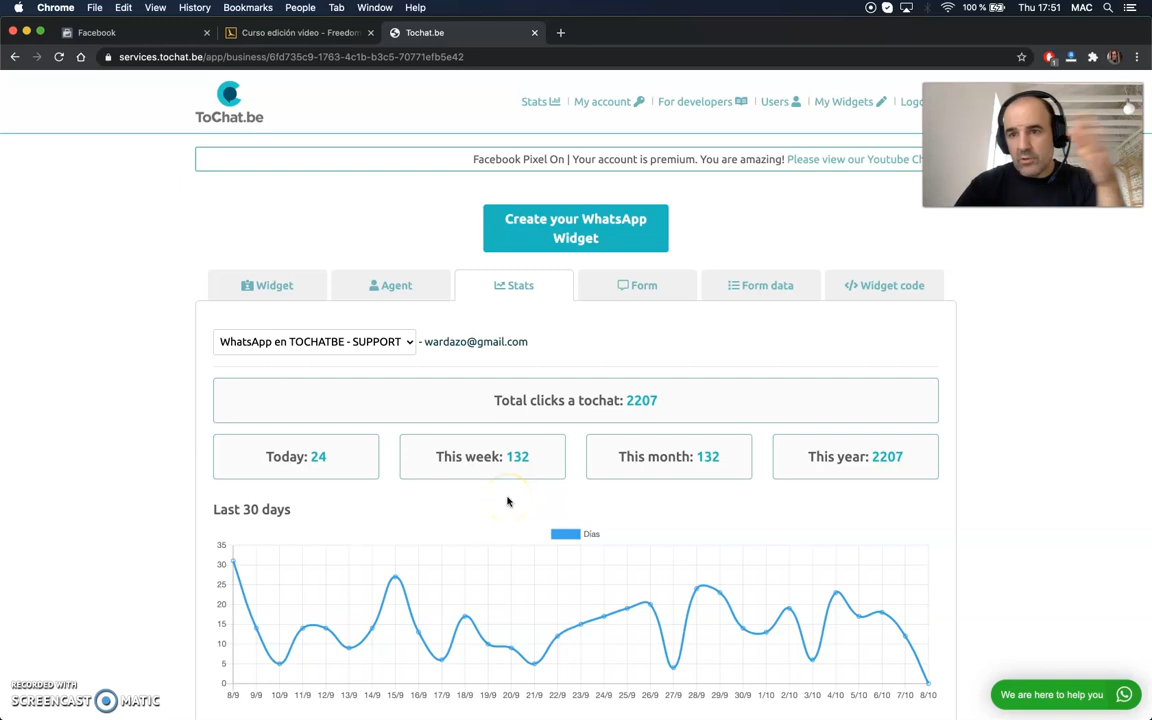 Chrome File Edit View History Bookmarks People Tab Window Help 100 % Thu 17:51 MAC
Facebook Curso edición video - Freedom Tochat.be
services.tochat.be/app/business/6fd735c9-1763-4c1b-b3c5-70771efb5e42
ToChat.be
Stats | My account | For developers | Users | My Widgets | Logo
Facebook Pixel On | Your account is premium. You are amazing! Please view our Youtube Ch
Create your WhatsApp
Widget
Widget Agent Stats Form Form data Widget code
WhatsApp en TOCHATBE - SUPPORT - wardazo@gmail.com
Total clicks a tochat: 2207
Today: 24 This week: 132 This month: 132 This year: 2207
Last 30 days
Días
35
30
25
20
15
10
5
0
8/9 9/9 10/9 11/9 12/9 13/9 14/9 15/9 16/9 17/9 18/9 19/9 20/9 21/9 22/9 23/9 24/9 25/9 26/9 27/9 28/9 29/9 30/9 1/10 2/10 3/10 4/10 5/10 6/10 7/10 8/10
RECORDED WITH
SCREENCAST MATIC
We are here to help you